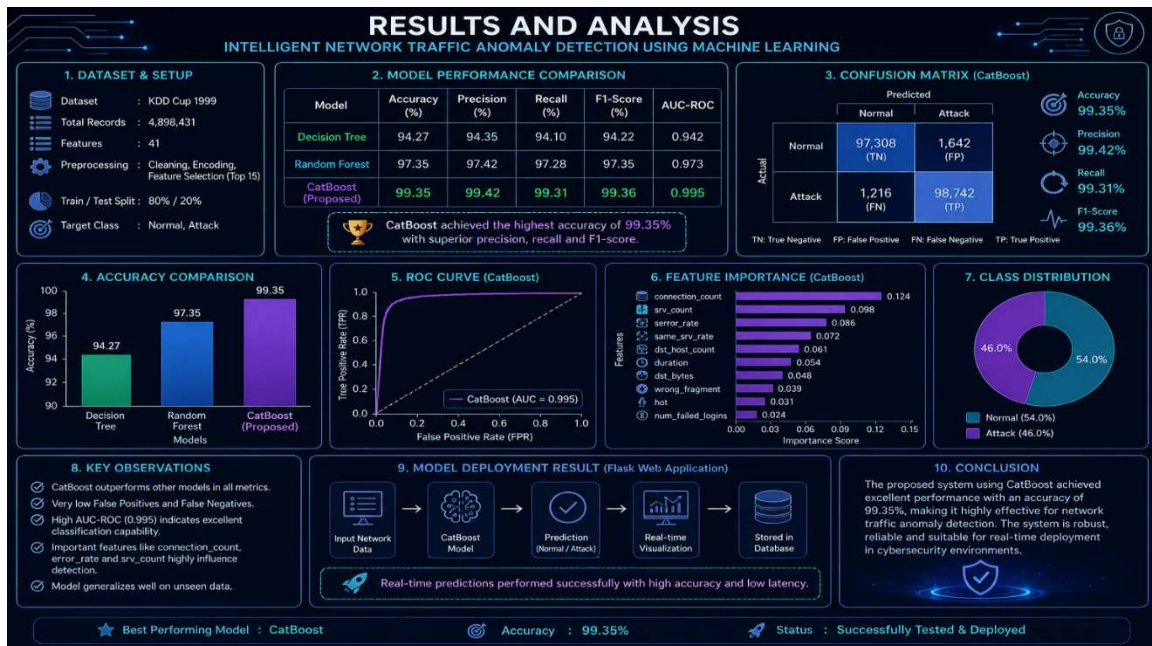 RESULTS AND ANALYSIS
INTELLIGENT NETWORK TRAFFIC ANOMALY DETECTION USING MACHINE LEARNING
1. DATASET & SETUP
Dataset : KDD Cup 1999
Total Records : 4,898,431
Features : 41
Preprocessing : Cleaning, Encoding,
Feature Selection (Top 15)
Train / Test Split : 80% / 20%
Target Class : Normal, Attack
2. MODEL PERFORMANCE COMPARISON
Model Accuracy (%) Precision (%) Recall (%) F1-Score (%) AUC-ROC
Decision Tree 94.27 94.35 94.10 94.22 0.942
Random Forest 97.35 97.42 97.28 97.35 0.973
CatBoost (Proposed) 99.35 99.42 99.31 99.36 0.995
CatBoost achieved the highest accuracy of 99.35%
with superior precision, recall and F1-score.
3. CONFUSION MATRIX (CatBoost)
Predicted
Normal Attack
Actual
Normal 97,308 (TN) 1,642 (FP)
Attack 1,216 (FN) 98,742 (TP)
TN: True Negative FP: False Positive FN: False Negative TP: True Positive
Accuracy
99.35%
Precision
99.42%
Recall
99.31%
F1-Score
99.36%
4. ACCURACY COMPARISON
Accuracy (%)
100
98
96
94
92
90
94.27
97.35
99.35
Decision Tree
Random Forest
CatBoost (Proposed)
Models
5. ROC CURVE (CatBoost)
True Positive Rate (TPR)
1.0
0.8
0.6
0.4
0.2
0.0
CatBoost (AUC = 0.995)
0.0 0.2 0.4 0.6 0.8 1.0
False Positive Rate (FPR)
6. FEATURE IMPORTANCE (CatBoost)
Features
connection_count 0.124
srv_count 0.098
serror_rate 0.086
same_srv_rate 0.072
dst_host_count 0.061
duration 0.054
dst_bytes 0.048
wrong_fragment 0.039
hot 0.031
num_failed_logins 0.024
0.00 0.03 0.06 0.09 0.12 0.15
Importance Score
7. CLASS DISTRIBUTION
46.0%
54.0%
Normal (54.0%)
Attack (46.0%)
8. KEY OBSERVATIONS
CatBoost outperforms other models in all metrics.
Very low False Positives and False Negatives.
High AUC-ROC (0.995) indicates excellent
classification capability.
Important features like connection_count,
error_rate and srv_count highly influence
detection.
Model generalizes well on unseen data.
9. MODEL DEPLOYMENT RESULT (Flask Web Application)
Input Network Data
CatBoost Model
Prediction (Normal / Attack)
Real-time Visualization
Stored in Database
Real-time predictions performed successfully with high accuracy and low latency.
10. CONCLUSION
The proposed system using CatBoost achieved
excellent performance with an accuracy of
99.35%, making it highly effective for network
traffic anomaly detection. The system is robust,
reliable and suitable for real-time deployment
in cybersecurity environments.
Best Performing Model : CatBoost
Accuracy : 99.35%
Status : Successfully Tested & Deployed